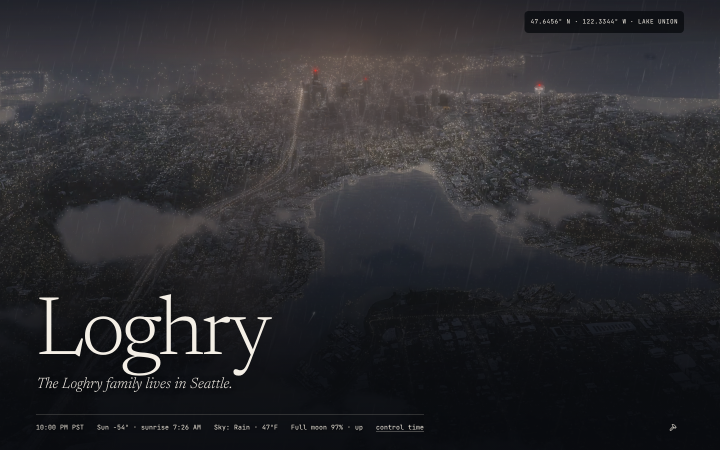 47.6456° N · 122.3344° W · LAKE UNION
Loghry
The Loghry family lives in Seattle.
10:00 PM PST Sun -54° · sunrise 7:26 AM Sky: Rain · 47°F Full moon 97% · up control time